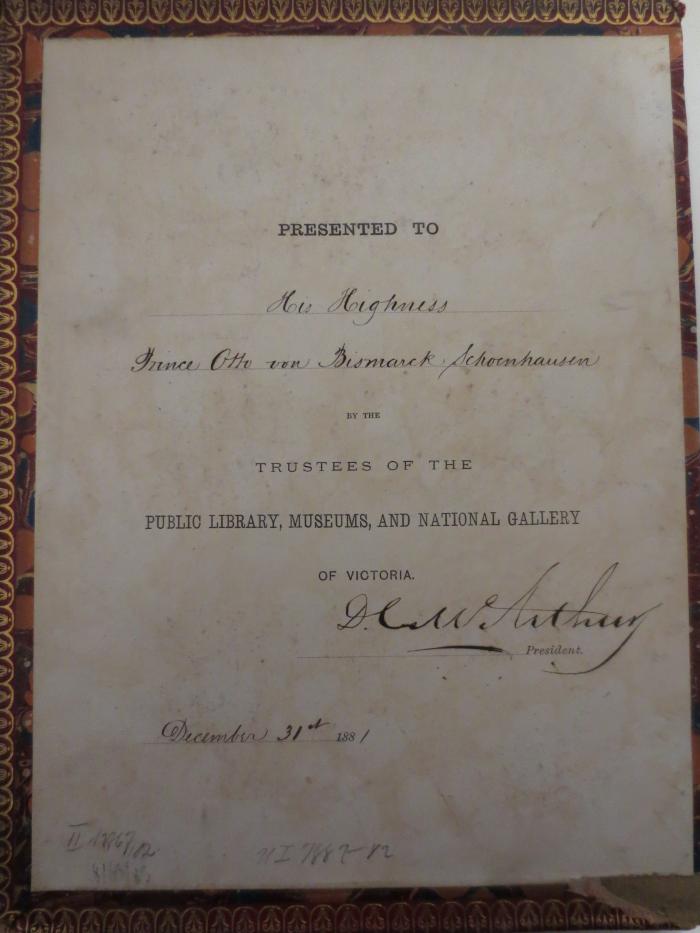 PRESENTED TO
His Highness
Prince Otto von Bismarck Schoenhausen
BY THE
TRUSTEES OF THE
PUBLIC LIBRARY, MUSEUMS, AND NATIONAL GALLERY
OF VICTORIA.
D. C. McArthur
President.
December 31st 1881
II